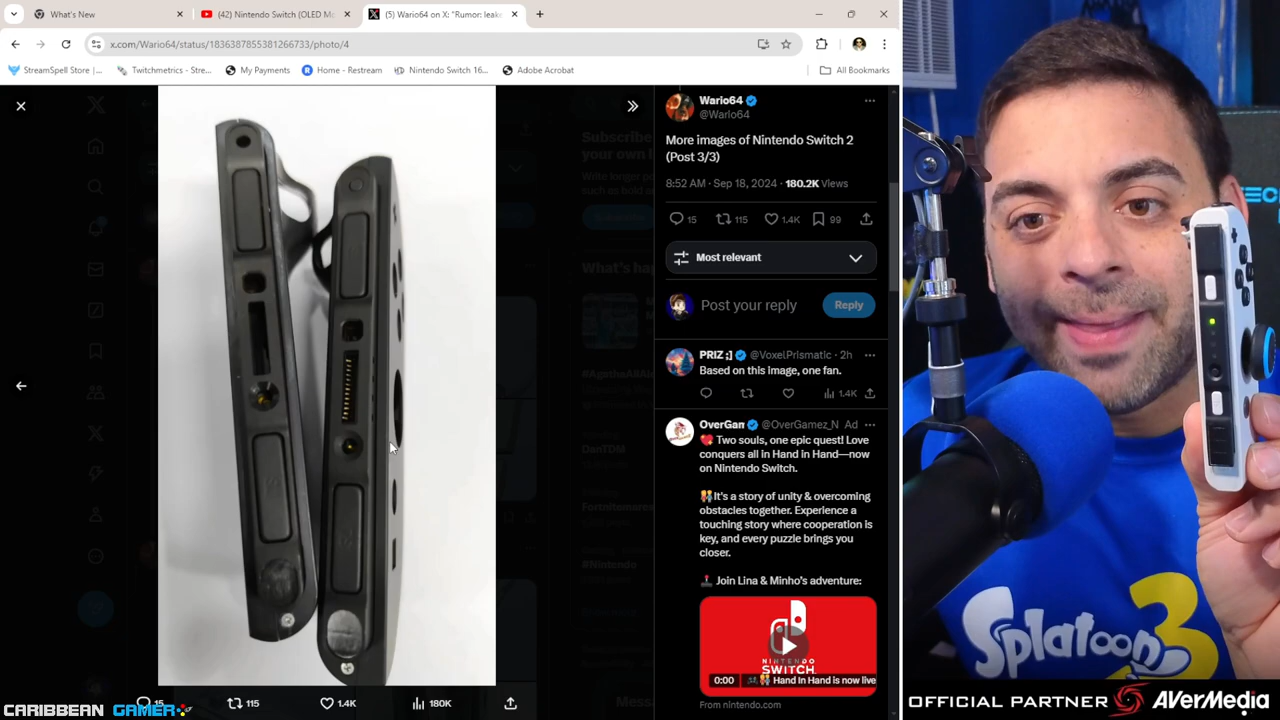 What's New
(42) Nintendo Switch (OLED Mo
(5) Wario64 on X: "Rumor: leake
x.com/Wario64/status/1836387855381266733/photo/4
StreamSpell Store |...
Twitchmetrics - Stre...
My Payments
Home - Restream
Nintendo Switch 16...
Adobe Acrobat
All Bookmarks
Wario64
@Wario64
More images of Nintendo Switch 2
(Post 3/3)
8:52 AM · Sep 18, 2024 · 180.2K Views
15
115
1.4K
99
Most relevant
Post your reply
Reply
PRIZ ;]
@VoxelPrismatic · 2h
Based on this image, one fan.
1.4K
OverGam
@OverGamez_N
Ad
Two souls, one epic quest! Love
conquers all in Hand in Hand—now
on Nintendo Switch.
It's a story of unity & overcoming
obstacles together. Experience a
touching story where cooperation is
key, and every puzzle brings you
closer.
Join Lina & Minho's adventure:
NINTENDO
SWITCH
0:00
Hand In Hand is now live
From nintendo.com
15
115
1.4K
180K
CARIBBEAN GAMER
Splatoon 3
OFFICIAL PARTNER AVerMedia